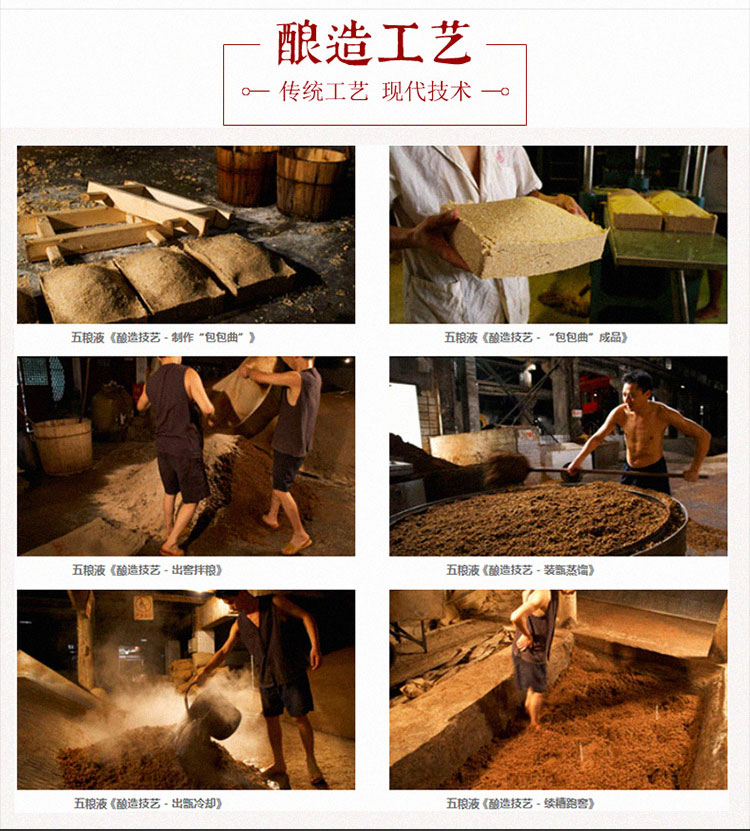 酿造工艺
传统工艺 现代技术
五粮液《酿造技艺 - 制作“包包曲”》
五粮液《酿造技艺 - “包包曲”成品》
五粮液《酿造技艺 - 出窖拌粮》
五粮液《酿造技艺 - 装甑蒸馏》
五粮液《酿造技艺 - 出甑冷却》
五粮液《酿造技艺 - 续糟跑窖》